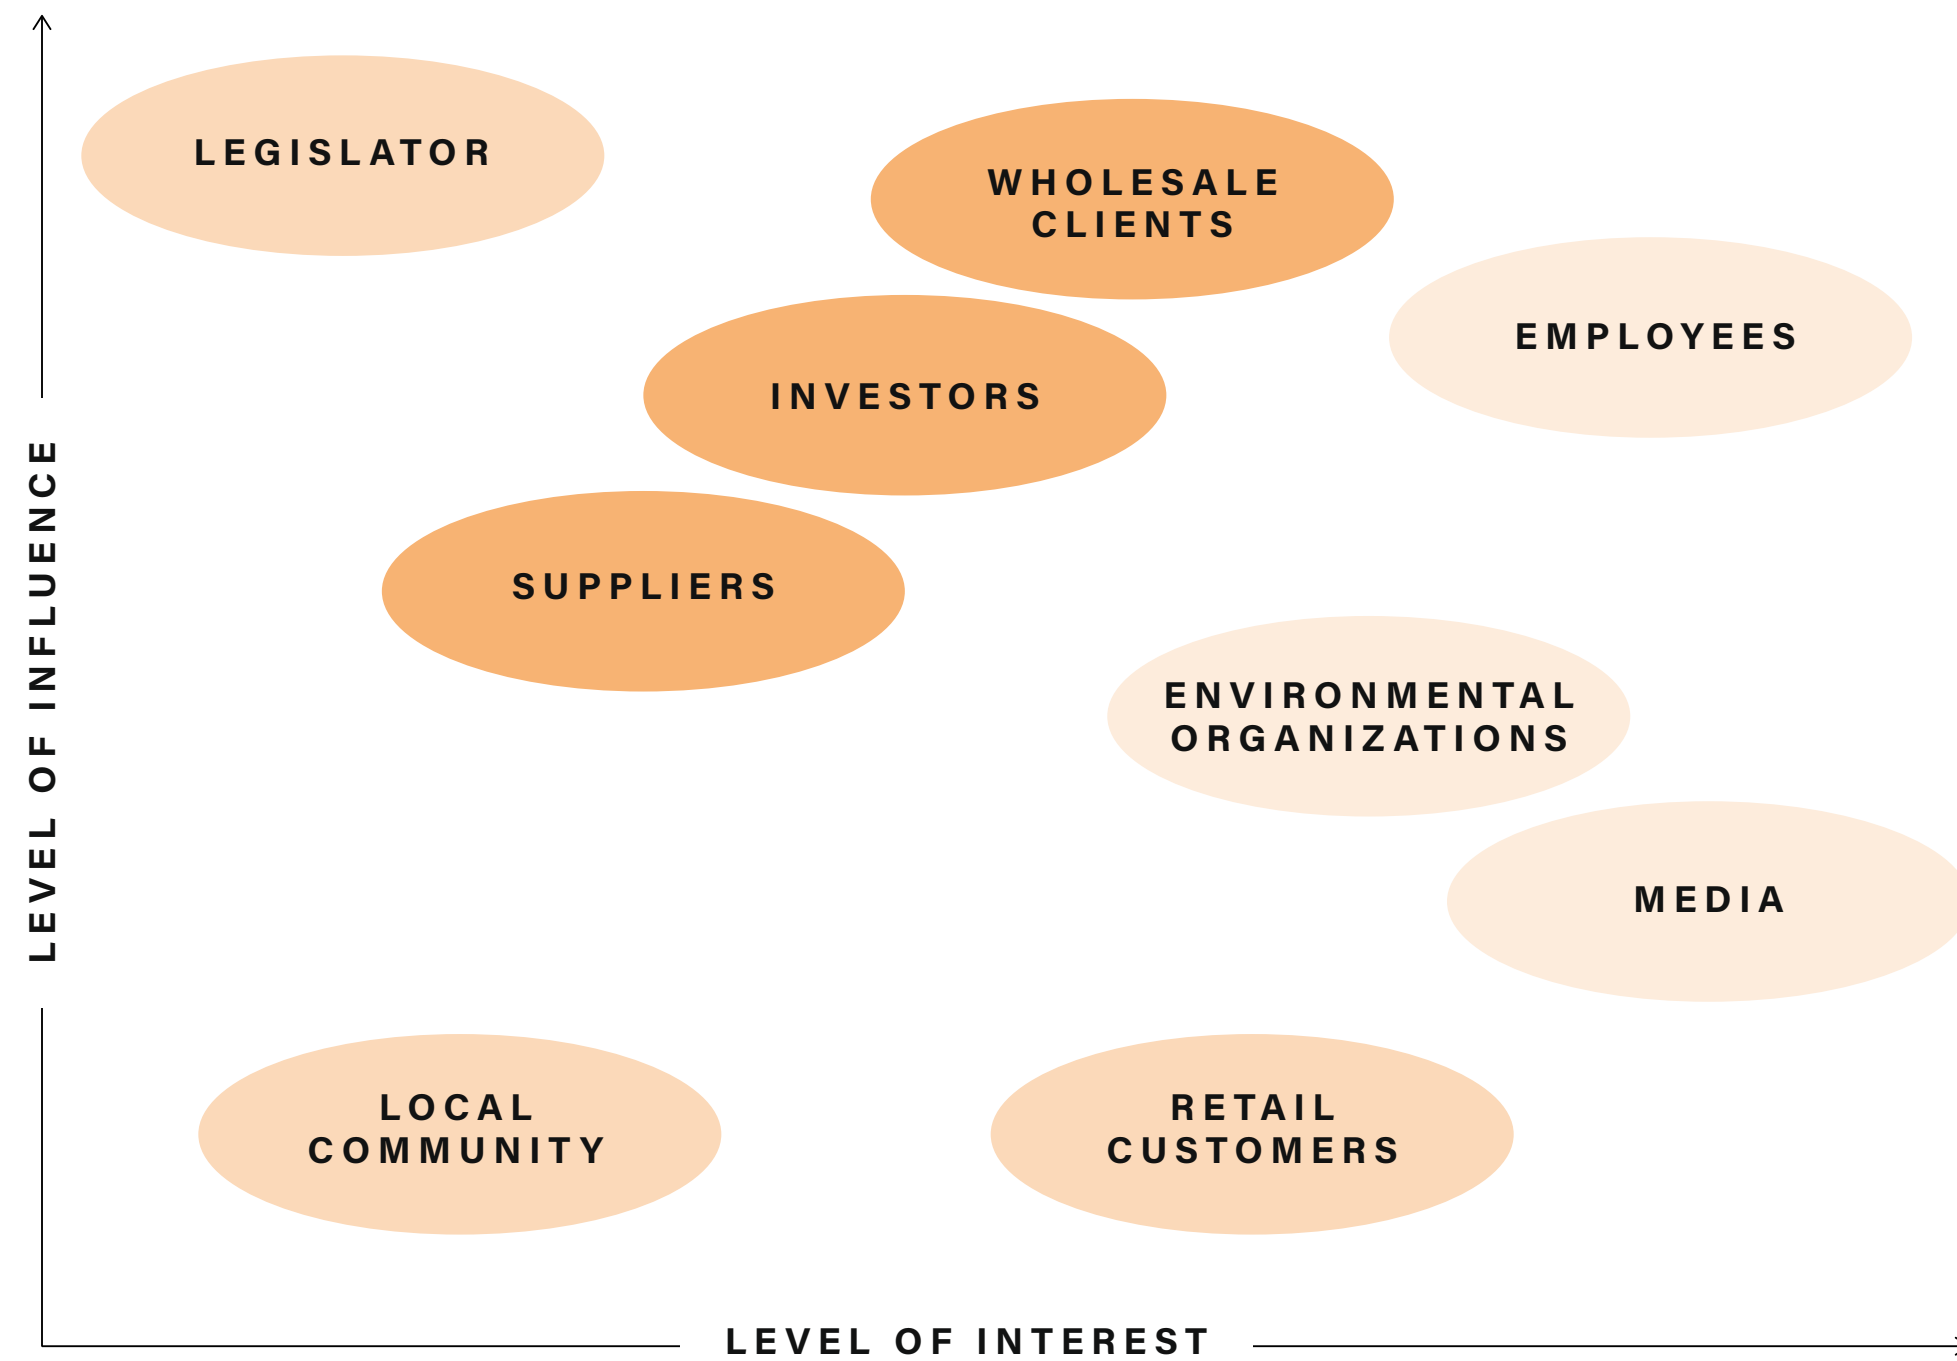 LEGISLATOR
WHOLESALE
CLIENTS
EMPLOYEES
INVESTORS
SUPPLIERS
ENVIRONMENTAL
ORGANIZATIONS
MEDIA
LOCAL
COMMUNITY
RETAIL
CUSTOMERS
LEVEL OF INFLUENCE
LEVEL OF INTEREST